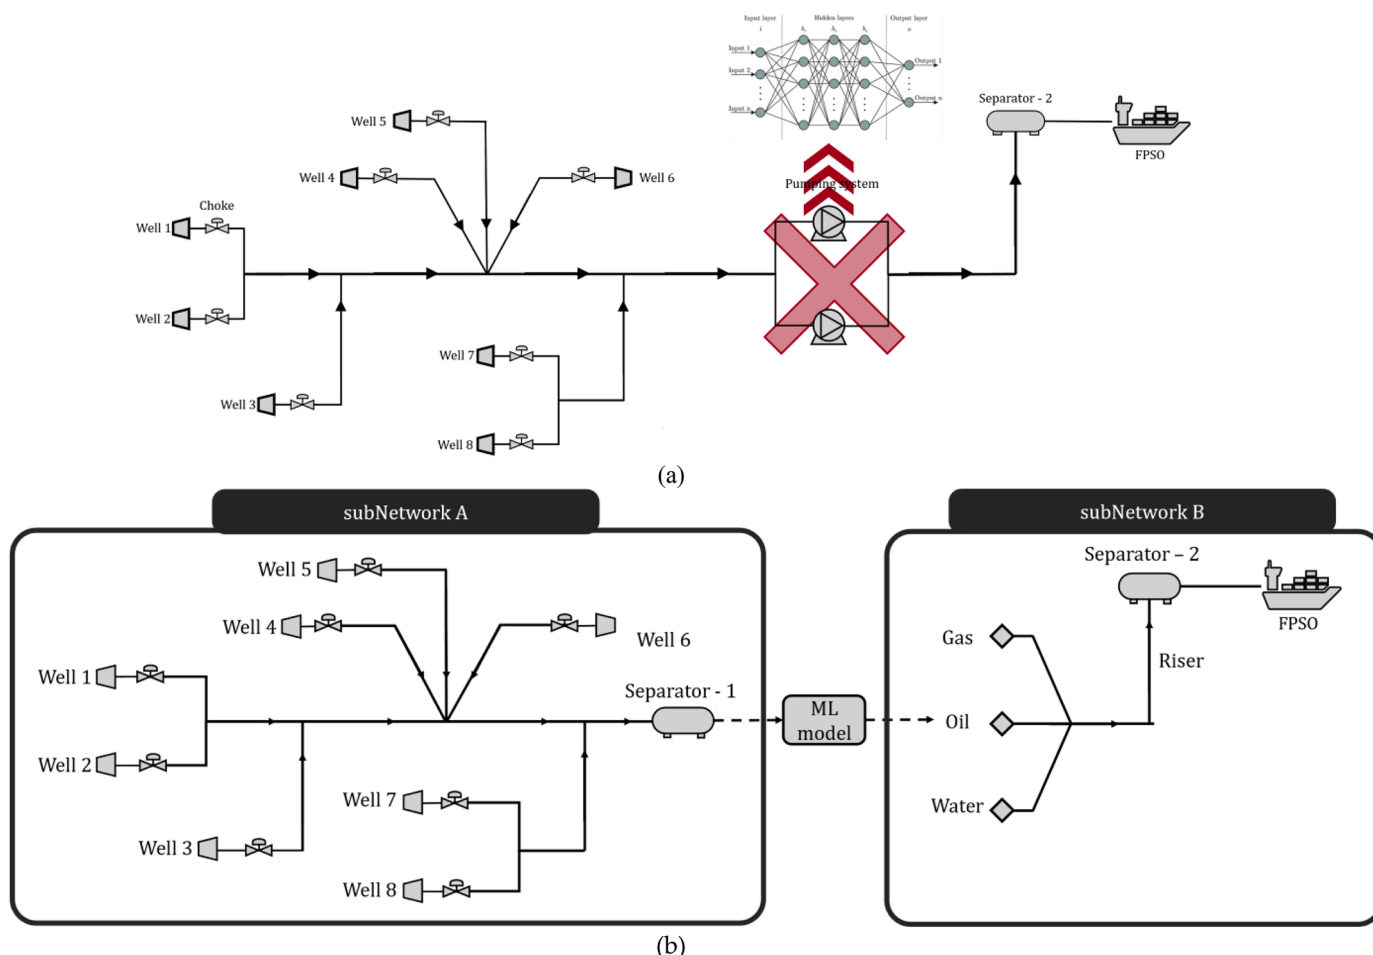 Input layer
Hidden layers
Output layer
i
h₁
h₂
hₙ
o
Input 1
Input 2
Input n
Output 1
Output n
Pumping system
Separator - 2
FPSO
Well 5
Well 4
Well 6
Choke
Well 1
Well 2
Well 7
Well 3
Well 8
(a)
subNetwork A
Well 5
Well 4
Well 6
Well 1
Separator - 1
Well 2
Well 7
Well 3
Well 8
ML
model
subNetwork B
Separator – 2
FPSO
Gas
Riser
Oil
Water
(b)